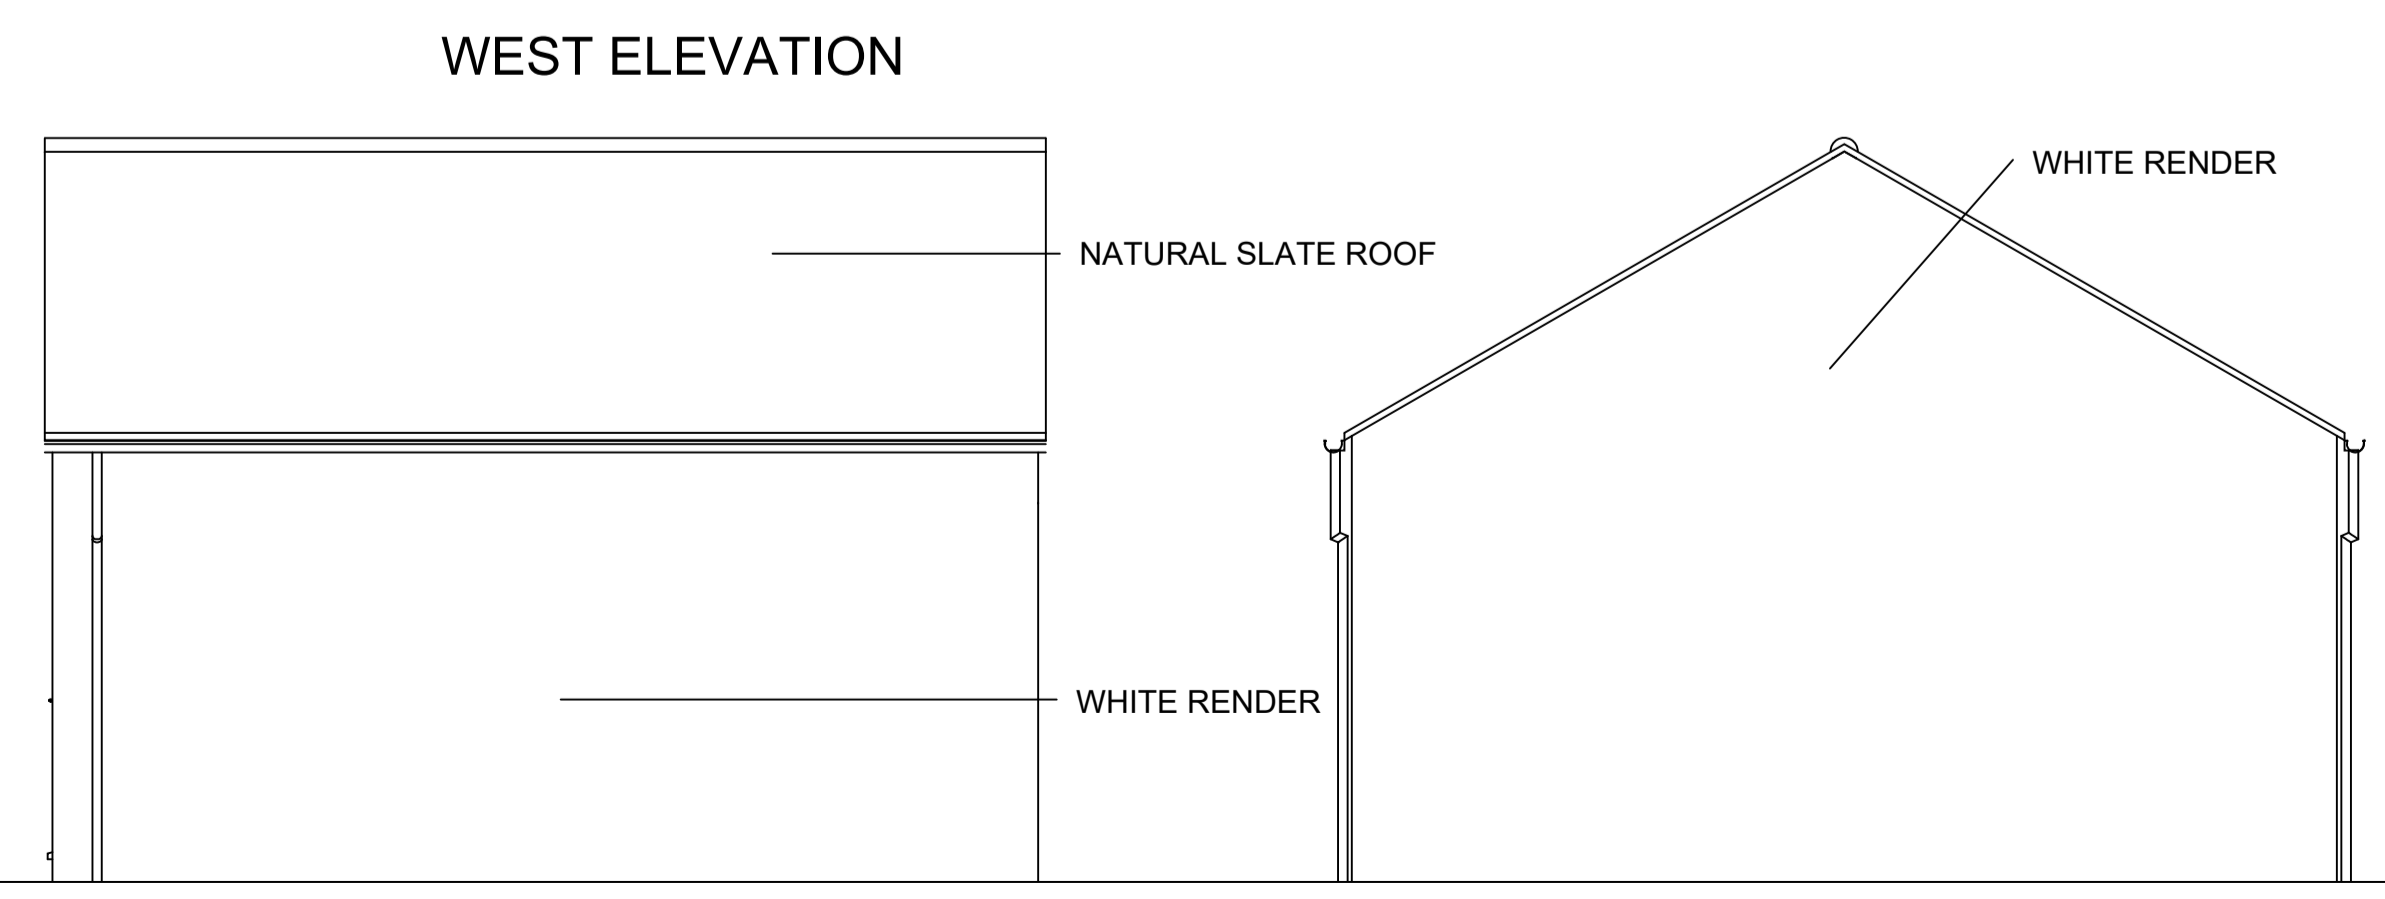 WEST ELEVATION
WHITE RENDER
NATURAL SLATE ROOF
WHITE RENDER